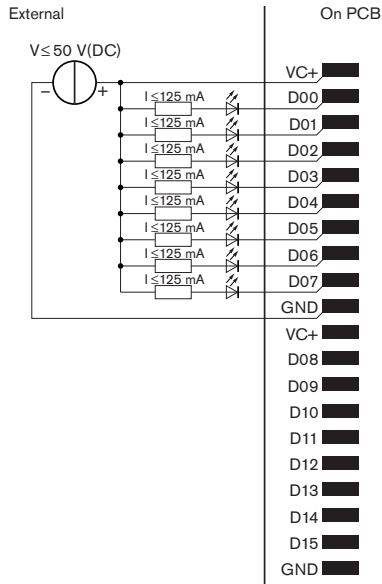 External
On PCB
V≤50 V(DC)
− +
VC+
I≤125 mA
D00
I≤125 mA
D01
I≤125 mA
D02
I≤125 mA
D03
I≤125 mA
D04
I≤125 mA
D05
I≤125 mA
D06
I≤125 mA
D07
GND
VC+
D08
D09
D10
D11
D12
D13
D14
D15
GND